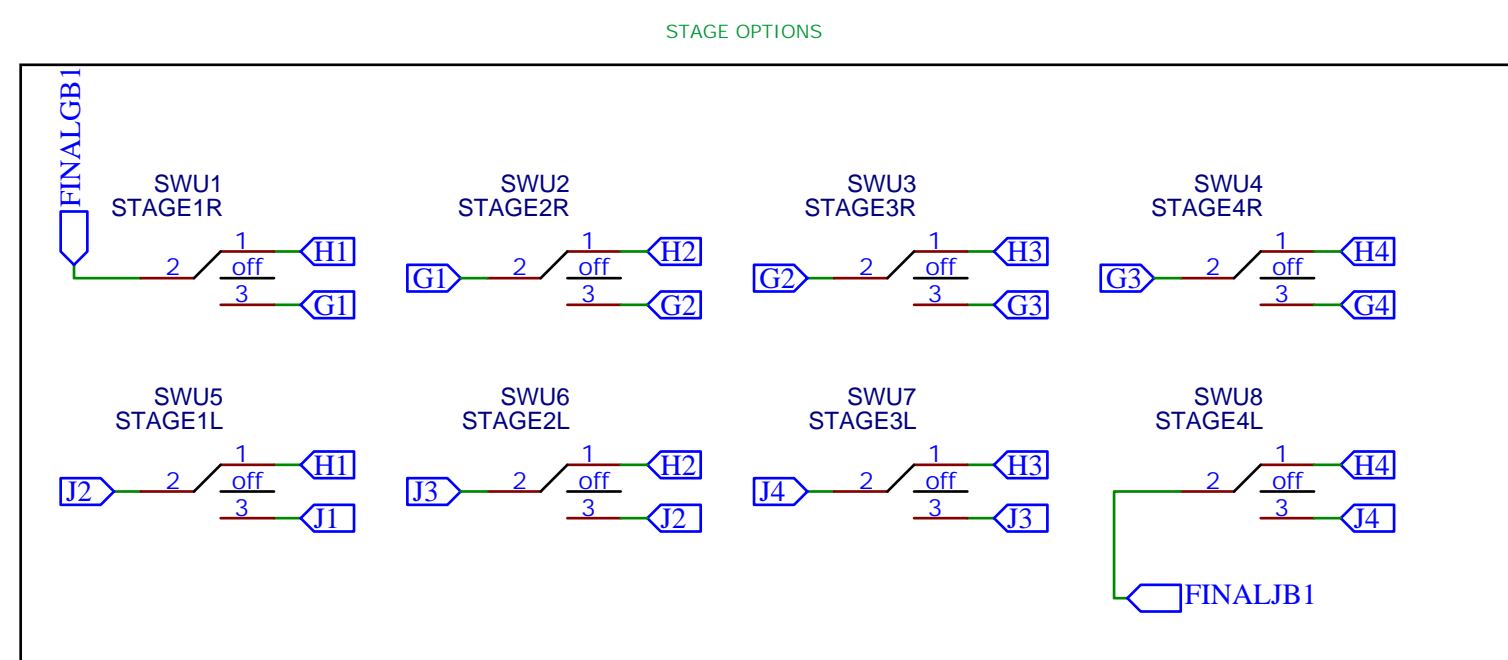 STAGE OPTIONS
FINALGB1
SWU1
STAGE1R
2
1
off
3
H1
G1
SWU2
STAGE2R
G1
2
1
off
3
H2
G2
SWU3
STAGE3R
G2
2
1
off
3
H3
G3
SWU4
STAGE4R
G3
2
1
off
3
H4
G4
SWU5
STAGE1L
J2
2
1
off
3
H1
J1
SWU6
STAGE2L
J3
2
1
off
3
H2
J2
SWU7
STAGE3L
J4
2
1
off
3
H3
J3
SWU8
STAGE4L
2
1
off
3
H4
J4
FINALJB1